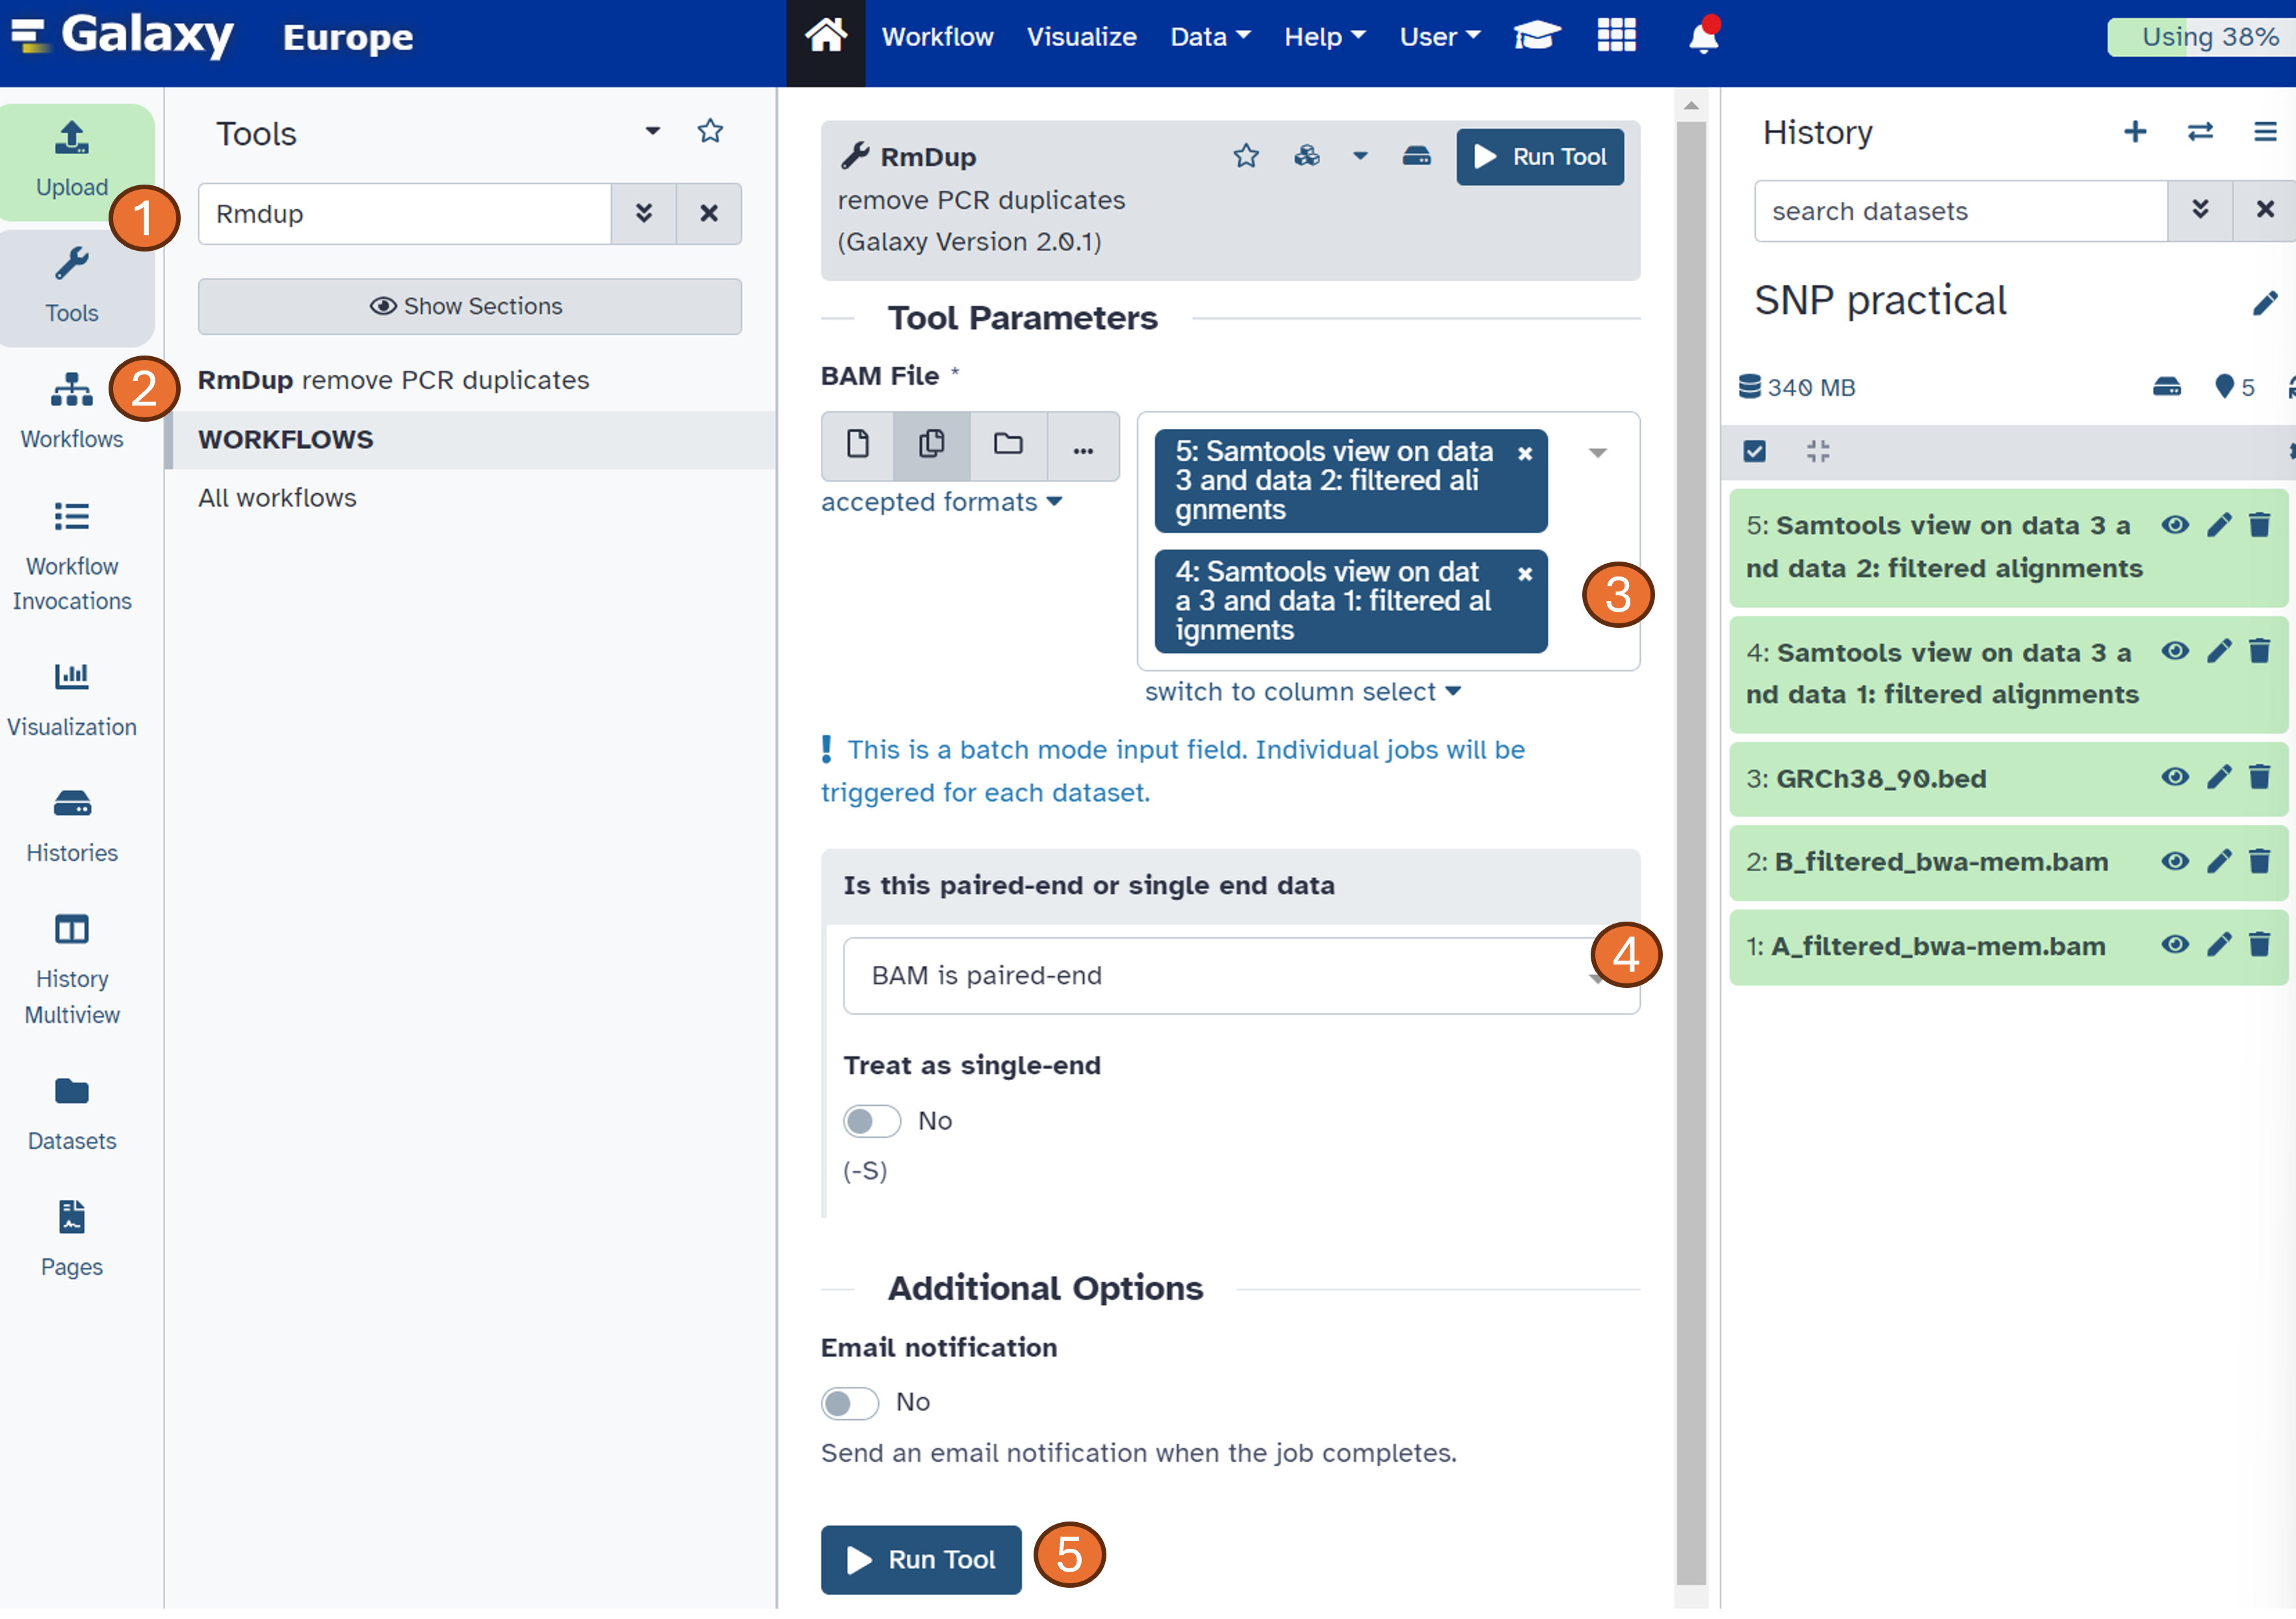 Galaxy Europe
Workflow Visualize Data Help User
Using 38%
Upload
Tools
Workflows
Workflow
Invocations
Visualization
Histories
History
Multiview
Datasets
Pages
1
2
Tools
Rmdup
Show Sections
RmDup remove PCR duplicates
WORKFLOWS
All workflows
RmDup
remove PCR duplicates
(Galaxy Version 2.0.1)
Run Tool
Tool Parameters
BAM File *
...
accepted formats
5: Samtools view on data
3 and data 2: filtered ali
gnments
4: Samtools view on dat
a 3 and data 1: filtered al
ignments
3
switch to column select
! This is a batch mode input field. Individual jobs will be
triggered for each dataset.
Is this paired-end or single end data
BAM is paired-end
4
Treat as single-end
No
(-S)
Additional Options
Email notification
No
Send an email notification when the job completes.
Run Tool
5
History
search datasets
SNP practical
340 MB
5
5: Samtools view on data 3 a
nd data 2: filtered alignments
4: Samtools view on data 3 a
nd data 1: filtered alignments
3: GRCh38_90.bed
2: B_filtered_bwa-mem.bam
1: A_filtered_bwa-mem.bam